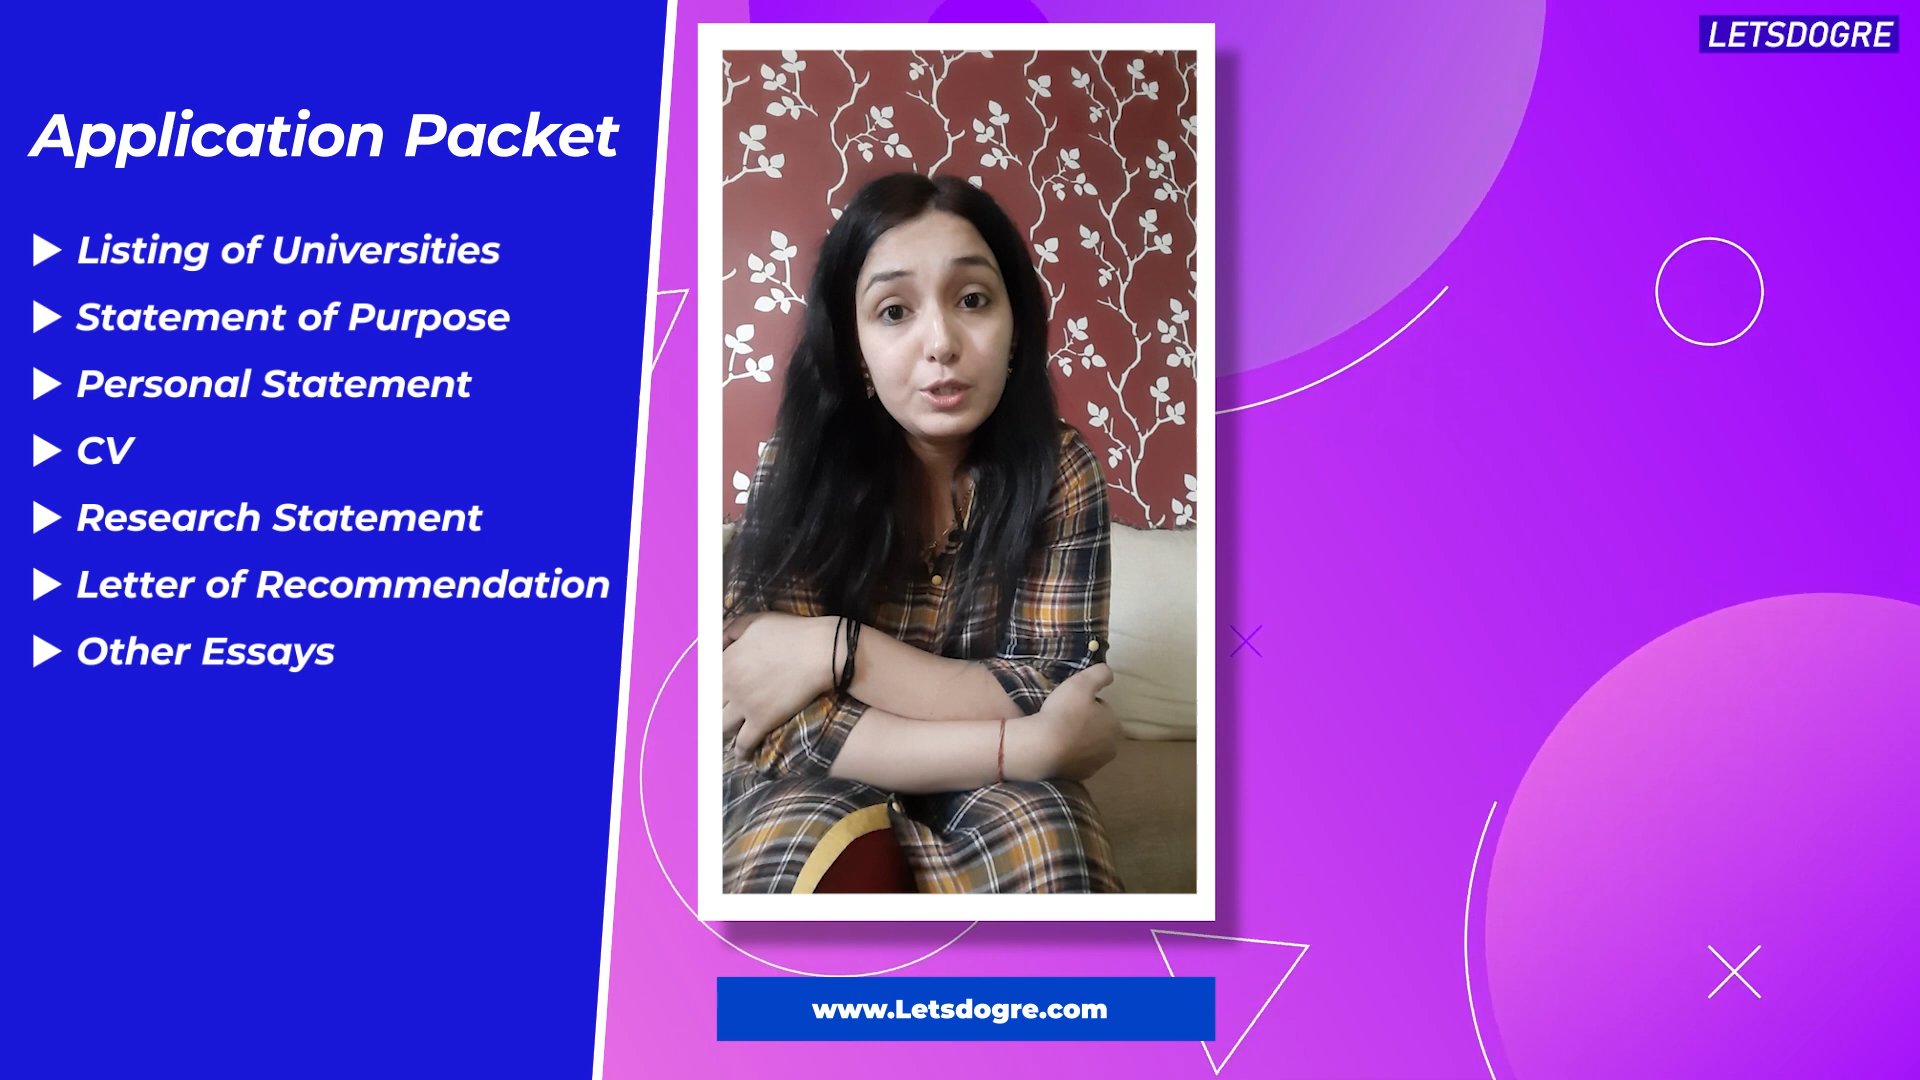 LETSDOGRE
Application Packet
Listing of Universities
Statement of Purpose
Personal Statement
CV
Research Statement
Letter of Recommendation
Other Essays
www.Letsdogre.com